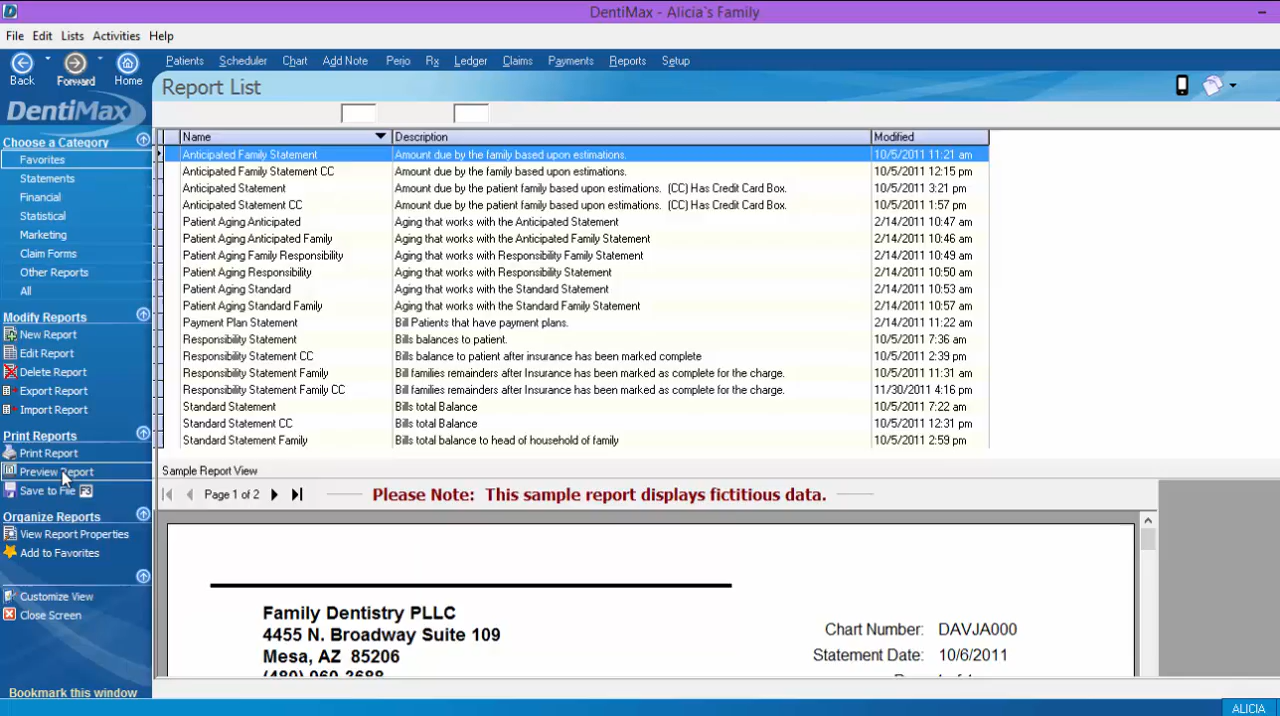 DentiMax - Alicia`s Family
File Edit Lists Activities Help
Back Forward Home
Patients Scheduler Chart Add Note Perio Rx Ledger Claims Payments Reports Setup
Report List
DentiMax
Choose a Category
Favorites
Statements
Financial
Statistical
Marketing
Claim Forms
Other Reports
All
Modify Reports
New Report
Edit Report
Delete Report
Export Report
Import Report
Print Reports
Print Report
Preview Report
Save to File
Organize Reports
View Report Properties
Add to Favorites
Customize View
Close Screen
Bookmark this window
Name Description Modified
Anticipated Family Statement Amount due by the family based upon estimations. 10/5/2011 11:21 am
Anticipated Family Statement CC Amount due by the family based upon estimations. 10/5/2011 12:15 pm
Anticipated Statement Amount due by the patient family based upon estimations. (CC) Has Credit Card Box. 10/5/2011 3:21 pm
Anticipated Statement CC Amount due by the patient family based upon estimations. (CC) Has Credit Card Box. 10/5/2011 1:57 pm
Patient Aging Anticipated Aging that works with the Anticipated Statement 2/14/2011 10:47 am
Patient Aging Anticipated Family Aging that works with the Anticipated Family Statement 2/14/2011 10:46 am
Patient Aging Family Responsibility Aging that works with Responsibility Family Statement 2/14/2011 10:49 am
Patient Aging Responsibility Aging that works with Responsibility Statement 2/14/2011 10:50 am
Patient Aging Standard Aging that works with the Standard Statement 2/14/2011 10:53 am
Patient Aging Standard Family Aging that works with the Standard Family Statement 2/14/2011 10:57 am
Payment Plan Statement Bill Patients that have payment plans. 2/14/2011 11:22 am
Responsibility Statement Bills balances to patient. 10/5/2011 7:36 am
Responsibility Statement CC Bills balance to patient after insurance has been marked complete 10/5/2011 2:39 pm
Responsibility Statement Family Bill families remainders after Insurance has been marked as complete for the charge. 10/5/2011 11:31 am
Responsibility Statement Family CC Bill families remainders after Insurance has been marked as complete for the charge. 11/30/2011 4:16 pm
Standard Statement Bills total Balance 10/5/2011 7:22 am
Standard Statement CC Bills total Balance 10/5/2011 12:31 pm
Standard Statement Family Bills total balance to head of household of family 10/5/2011 2:59 pm
Sample Report View
Page 1 of 2 Please Note: This sample report displays fictitious data.
Family Dentistry PLLC
4455 N. Broadway Suite 109
Mesa, AZ 85206
Chart Number: DAVJA000
Statement Date: 10/6/2011
ALICIA